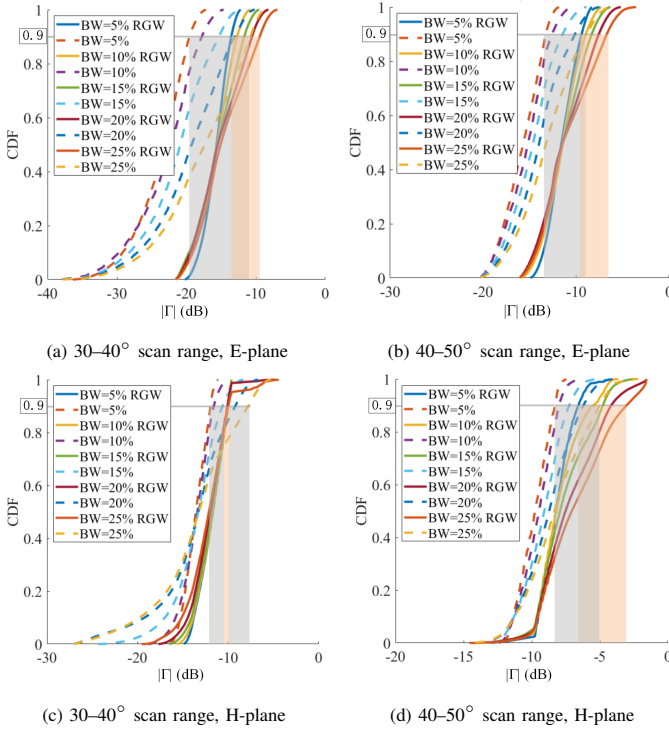 1
0.9
0.8
0.6
0.4
0.2
0
CDF
BW=5% RGW
BW=5%
BW=10% RGW
BW=10%
BW=15% RGW
BW=15%
BW=20% RGW
BW=20%
BW=25% RGW
BW=25%
-40 -30 -20 -10 0
|Γ| (dB)
(a) 30–40° scan range, E-plane
1
0.9
0.8
0.6
0.4
0.2
0
CDF
BW=5% RGW
BW=5%
BW=10% RGW
BW=10%
BW=15% RGW
BW=15%
BW=20% RGW
BW=20%
BW=25% RGW
BW=25%
-30 -20 -10 0
|Γ| (dB)
(b) 40–50° scan range, E-plane
1
0.9
0.8
0.6
0.4
0.2
0
CDF
BW=5% RGW
BW=5%
BW=10% RGW
BW=10%
BW=15% RGW
BW=15%
BW=20% RGW
BW=20%
BW=25% RGW
BW=25%
-30 -20 -10 0
|Γ| (dB)
(c) 30–40° scan range, H-plane
1
0.9
0.8
0.6
0.4
0.2
0
CDF
BW=5% RGW
BW=5%
BW=10% RGW
BW=10%
BW=15% RGW
BW=15%
BW=20% RGW
BW=20%
BW=25% RGW
BW=25%
-20 -15 -10 -5 0
|Γ| (dB)
(d) 40–50° scan range, H-plane